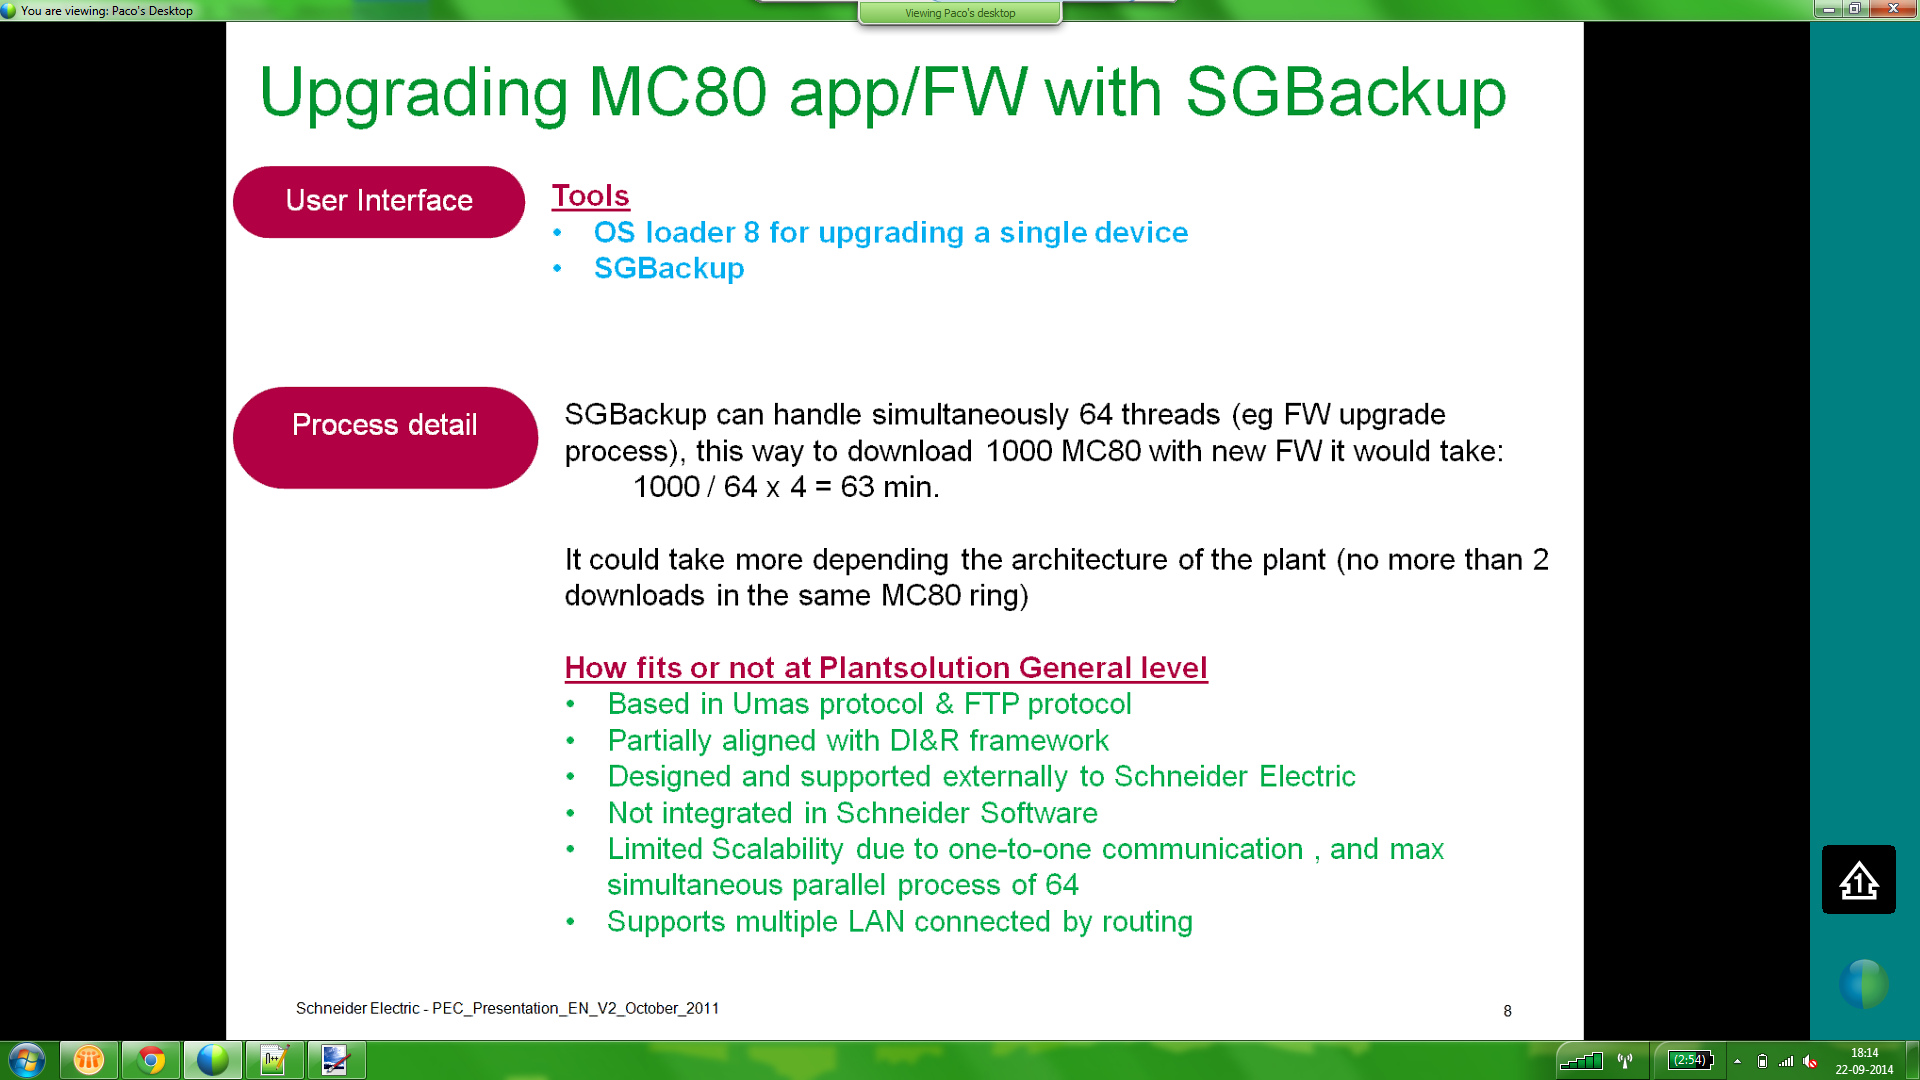 You are viewing: Paco's Desktop
Viewing Paco's desktop
Upgrading MC80 app/FW with SGBackup
User Interface
Tools
• OS loader 8 for upgrading a single device
• SGBackup
Process detail
SGBackup can handle simultaneously 64 threads (eg FW upgrade
process), this way to download 1000 MC80 with new FW it would take:
1000 / 64 x 4 = 63 min.
It could take more depending the architecture of the plant (no more than 2
downloads in the same MC80 ring)
How fits or not at Plantsolution General level
• Based in Umas protocol & FTP protocol
• Partially aligned with DI&R framework
• Designed and supported externally to Schneider Electric
• Not integrated in Schneider Software
• Limited Scalability due to one-to-one communication , and max
simultaneous parallel process of 64
• Supports multiple LAN connected by routing
1
Schneider Electric - PEC_Presentation_EN_V2_October_2011
8
(2:54)
18:14
22-09-2014